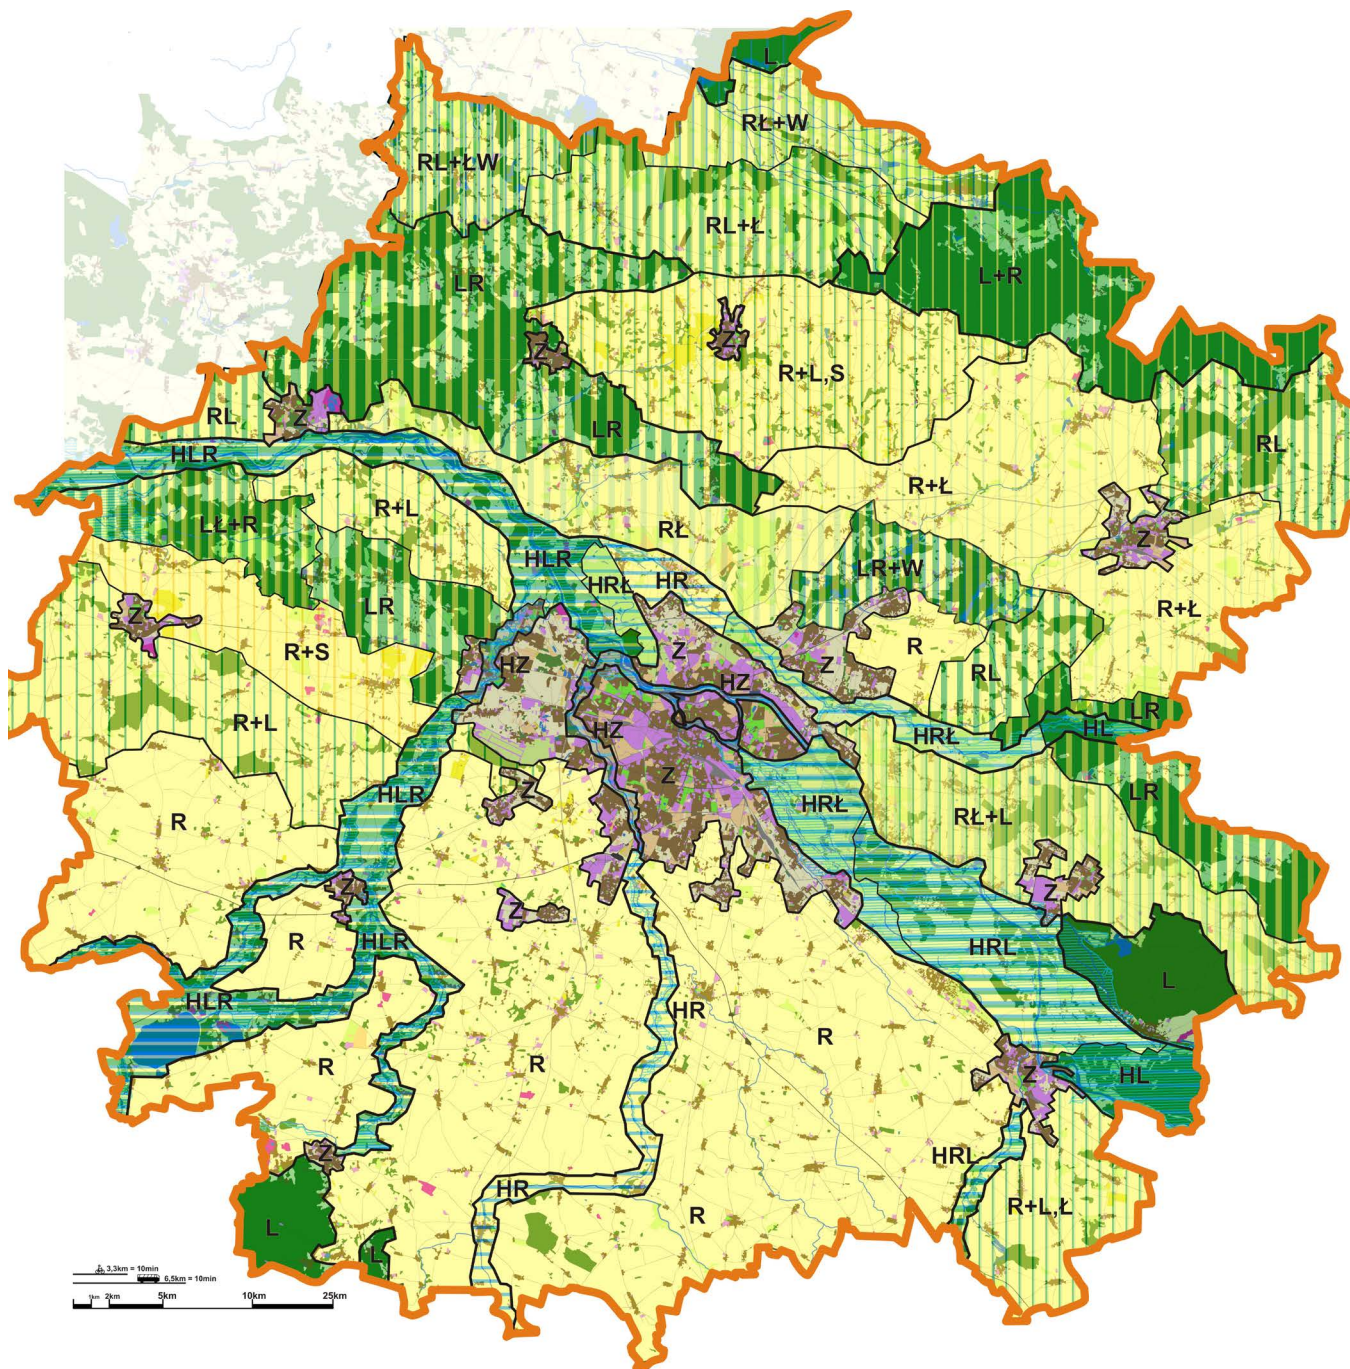 L
RŁ+W
RL+ŁW
RL+Ł
LR
L+R
Z
Z
R+L,S
RL
Z
LR
RL
HLR
R+Ł
R+L
LŁ+R
RŁ
Z
HLR
HRŁ
HR
LR+W
LR
R+Ł
Z
R+S
HZ
Z
Z
R
RL
HZ
LR
R+L
HZ
HRŁ
HL
Z
LR
HLR
Z
HRŁ
RŁ+L
R
Z
Z
Z
R
HLR
HRL
L
HLR
HR
R
R
R
Z
HL
Z
HRL
HR
R+L,Ł
R
L
L
3,3km = 10min
6,5km = 10min
1km 2km 5km 10km 25km